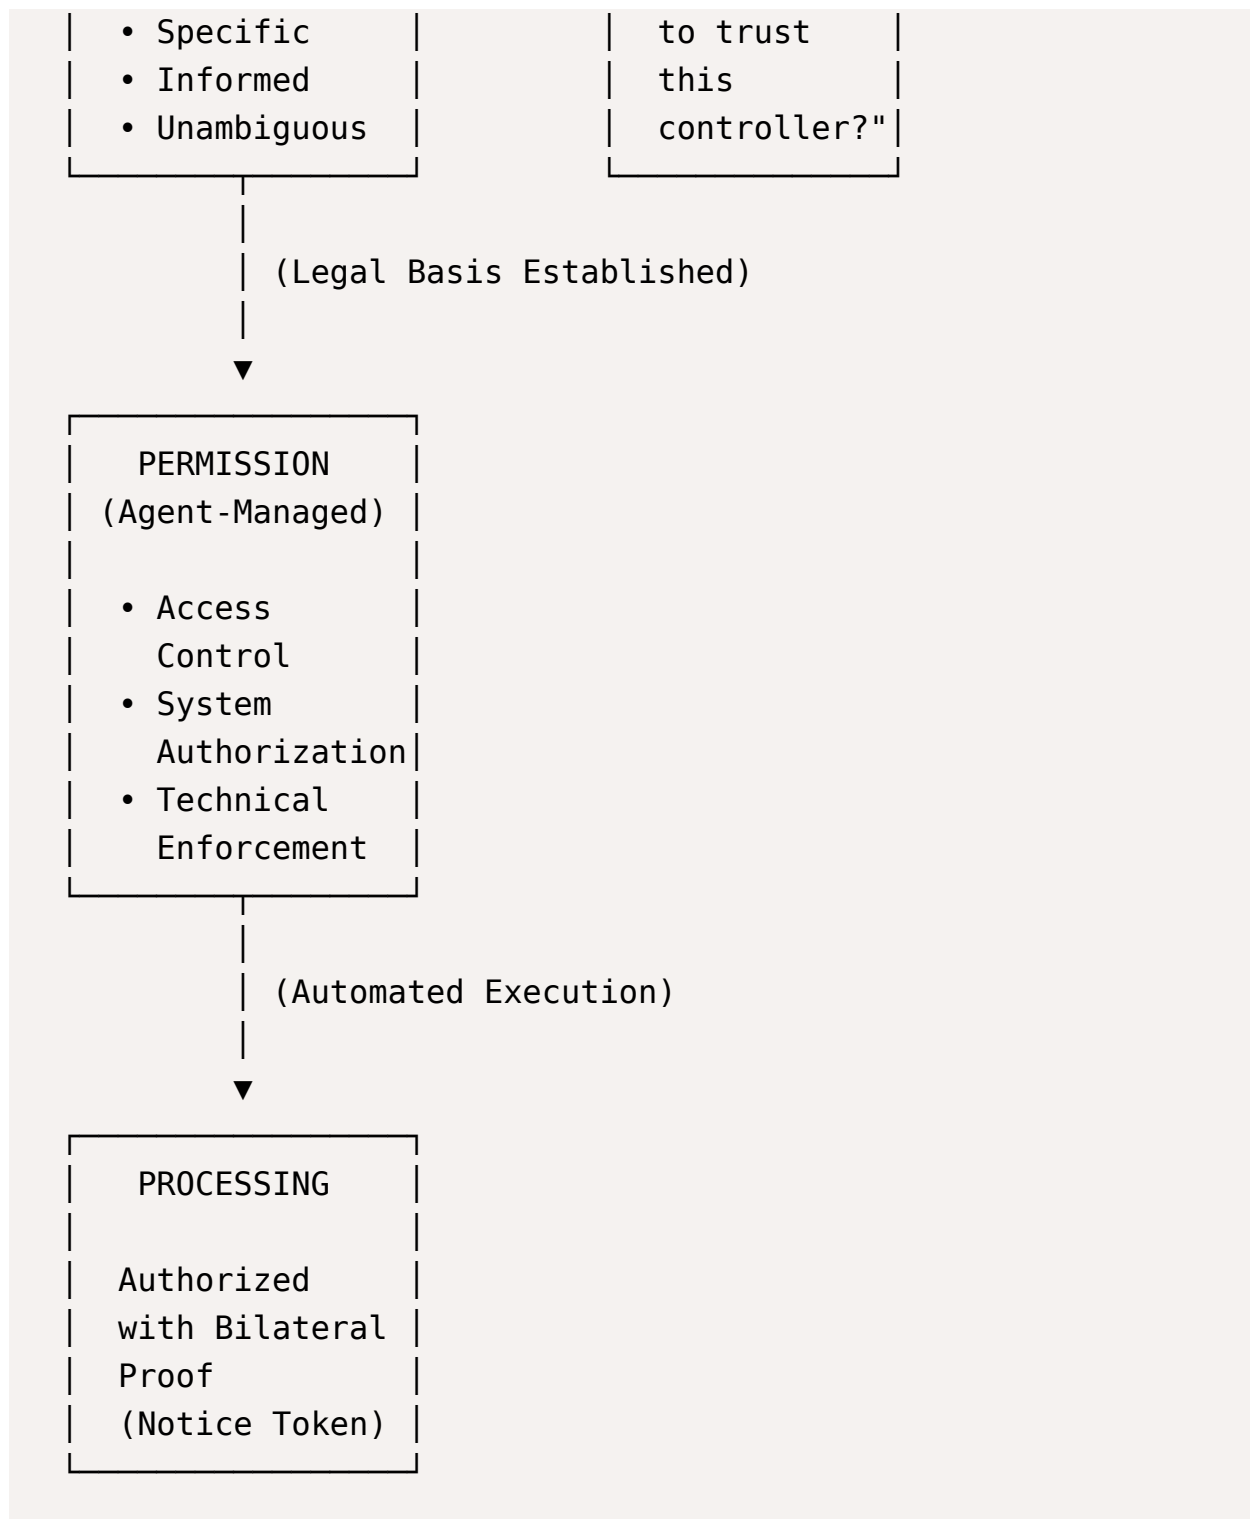 • Specific to trust
• Informed this
• Unambiguous controller?"
(Legal Basis Established)
PERMISSION
(Agent-Managed)
• Access
Control
• System
Authorization
• Technical
Enforcement
(Automated Execution)
PROCESSING
Authorized
with Bilateral
Proof
(Notice Token)